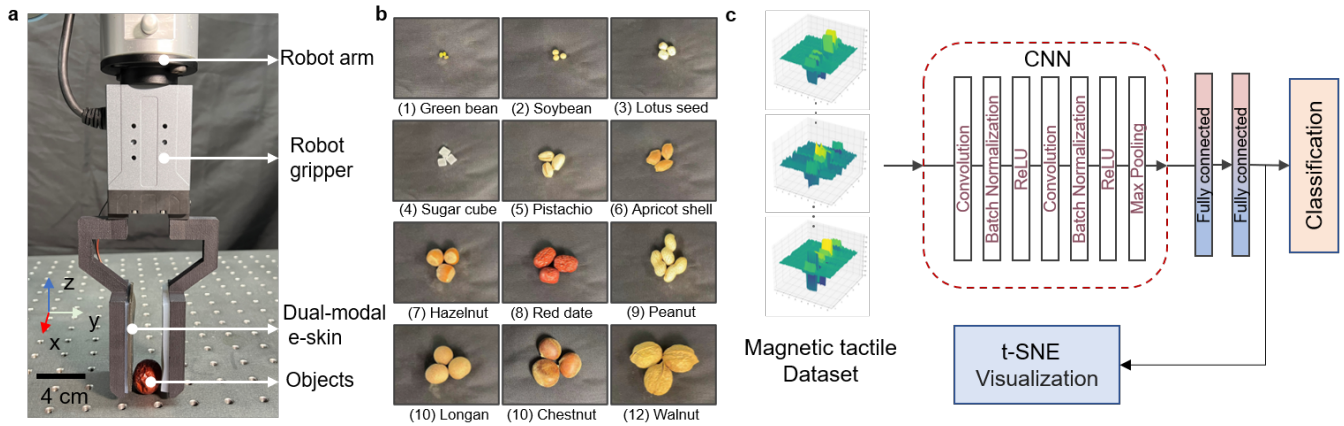 a
Robot arm
Robot
gripper
Dual-modal
e-skin
Objects
z
y
x
4 cm
b
(1) Green bean
(2) Soybean
(3) Lotus seed
(4) Sugar cube
(5) Pistachio
(6) Apricot shell
(7) Hazelnut
(8) Red date
(9) Peanut
(10) Longan
(10) Chestnut
(12) Walnut
c
Magnetic tactile
Dataset
CNN
Convolution
Batch Normalization
ReLU
Convolution
Batch Normalization
ReLU
Max Pooling
Fully connected
Fully connected
Classification
t-SNE
Visualization